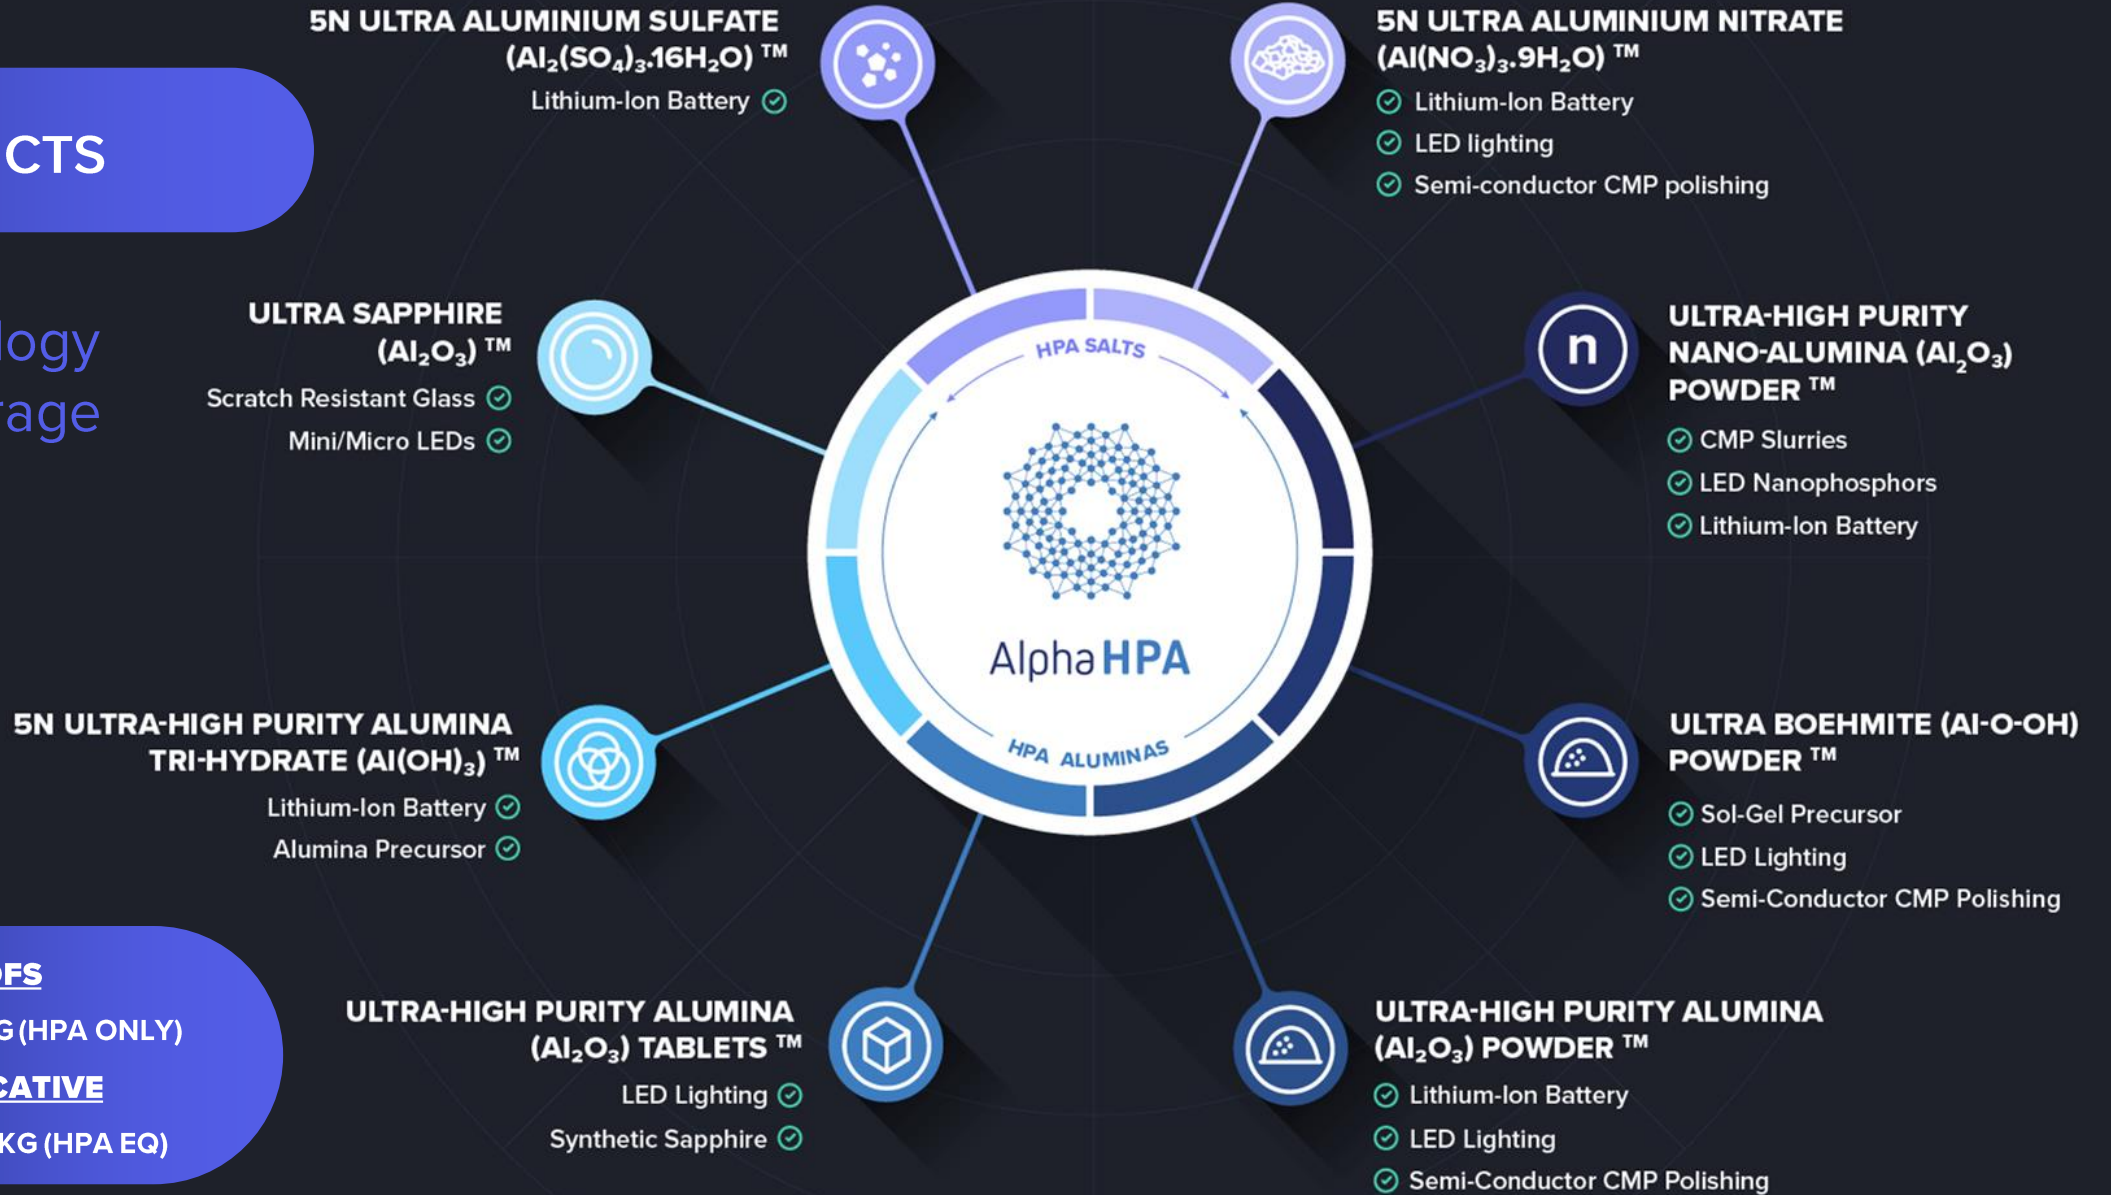 CTS
logy
rage
OFS
G (HPA ONLY)
CATIVE
KG (HPA EQ)
5N ULTRA ALUMINIUM SULFATE
(Al₂(SO₄)₃.16H₂O) ™
Lithium-Ion Battery
5N ULTRA ALUMINIUM NITRATE
(Al(NO₃)₃.9H₂O) ™
Lithium-Ion Battery
LED lighting
Semi-conductor CMP polishing
ULTRA SAPPHIRE
(Al₂O₃) ™
Scratch Resistant Glass
Mini/Micro LEDs
ULTRA-HIGH PURITY
NANO-ALUMINA (Al₂O₃)
POWDER ™
n
CMP Slurries
LED Nanophosphors
Lithium-Ion Battery
HPA SALTS
Alpha HPA
HPA ALUMINAS
5N ULTRA-HIGH PURITY ALUMINA
TRI-HYDRATE (Al(OH)₃) ™
Lithium-Ion Battery
Alumina Precursor
ULTRA BOEHMITE (Al-O-OH)
POWDER ™
Sol-Gel Precursor
LED Lighting
Semi-Conductor CMP Polishing
ULTRA-HIGH PURITY ALUMINA
(Al₂O₃) TABLETS ™
LED Lighting
Synthetic Sapphire
ULTRA-HIGH PURITY ALUMINA
(Al₂O₃) POWDER ™
Lithium-Ion Battery
LED Lighting
Semi-Conductor CMP Polishing